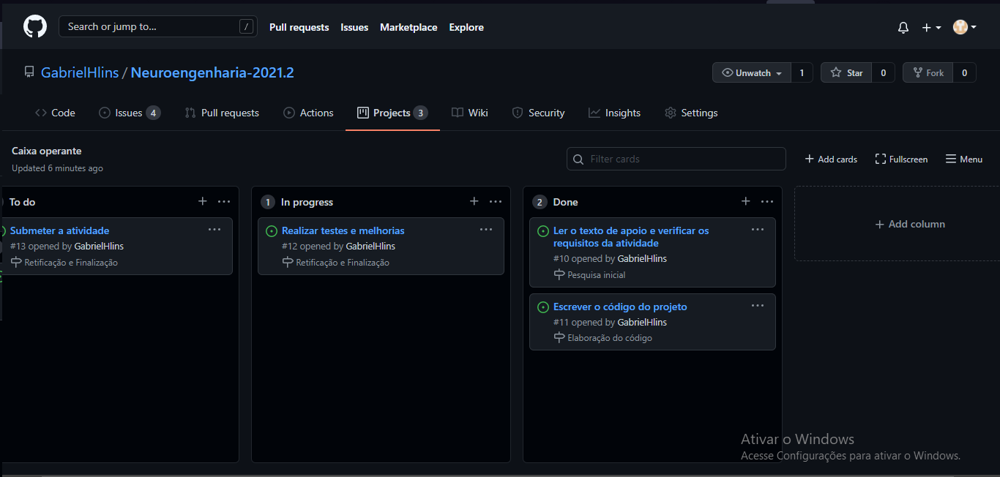 Search or jump to... /
Pull requests Issues Marketplace Explore
GabrielHlins / Neuroengenharia-2021.2
Unwatch 1
Star 0
Fork 0
Code
Issues 4
Pull requests
Actions
Projects 3
Wiki
Security
Insights
Settings
Caixa operante
Updated 6 minutes ago
Filter cards
Add cards
Fullscreen
Menu
To do
Submeter a atividade
#13 opened by GabrielHlins
Retificação e Finalização
1 In progress
Realizar testes e melhorias
#12 opened by GabrielHlins
Retificação e Finalização
2 Done
Ler o texto de apoio e verificar os
requisitos da atividade
#10 opened by GabrielHlins
Pesquisa inicial
Escrever o código do projeto
#11 opened by GabrielHlins
Elaboração do código
Add column
Ativar o Windows
Acesse Configurações para ativar o Windows.